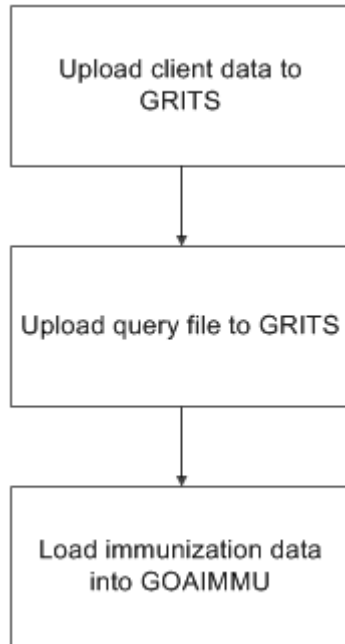 Upload client data to
GRITS
Upload query file to GRITS
Load immunization data
into GOAIMMU